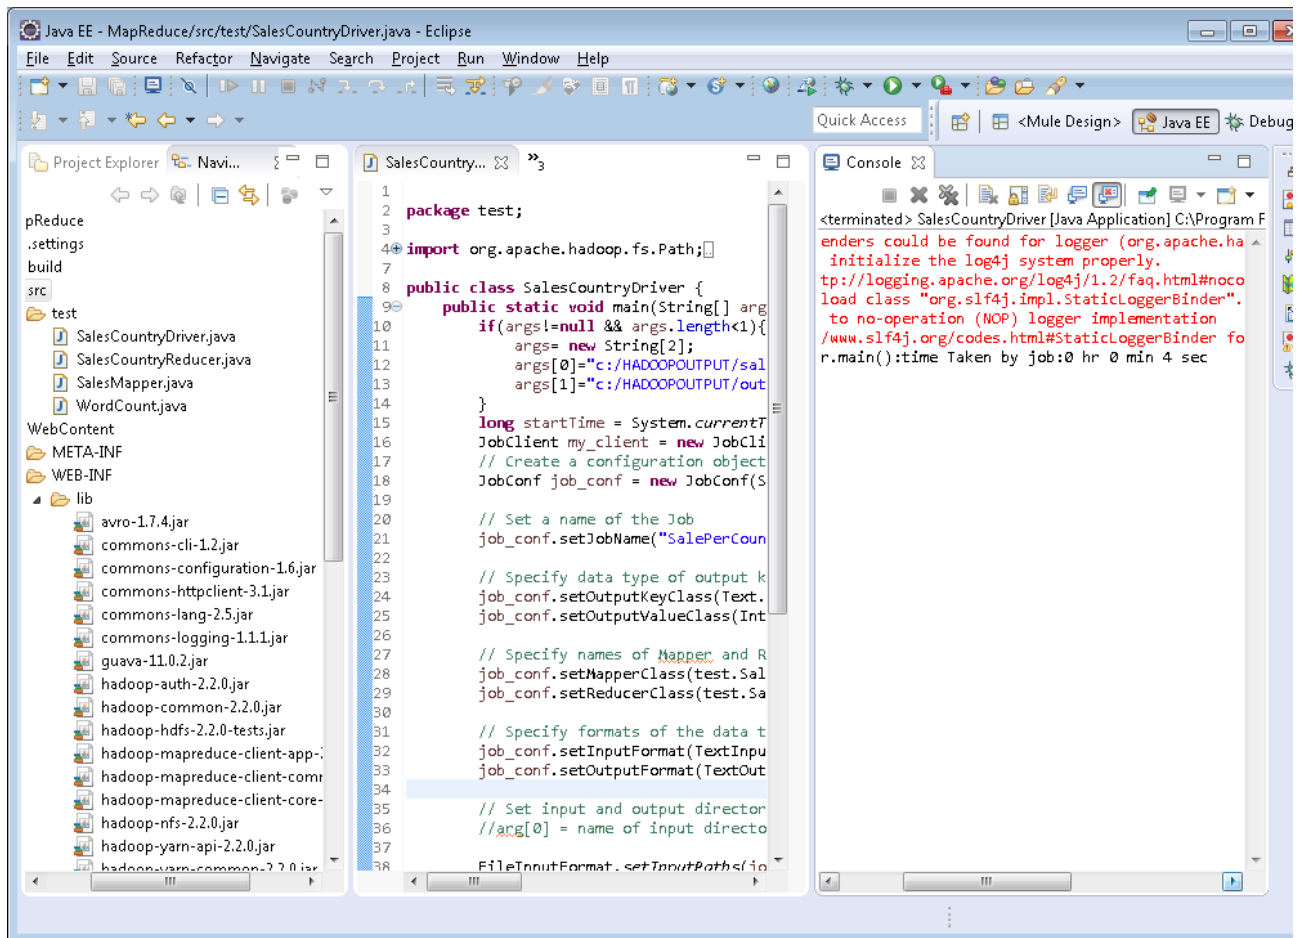 Java EE - MapReduce/src/test/SalesCountryDriver.java - Eclipse
File Edit Source Refactor Navigate Search Project Run Window Help
Quick Access <Mule Design> Java EE Debug
Project Explorer Navi...
pReduce
.settings
build
src
test
SalesCountryDriver.java
SalesCountryReducer.java
SalesMapper.java
WordCount.java
WebContent
META-INF
WEB-INF
lib
avro-1.7.4.jar
commons-cli-1.2.jar
commons-configuration-1.6.jar
commons-httpclient-3.1.jar
commons-lang-2.5.jar
commons-logging-1.1.1.jar
guava-11.0.2.jar
hadoop-auth-2.2.0.jar
hadoop-common-2.2.0.jar
hadoop-hdfs-2.2.0-tests.jar
hadoop-mapreduce-client-app-
hadoop-mapreduce-client-comr
hadoop-mapreduce-client-core-
hadoop-nfs-2.2.0.jar
hadoop-yarn-api-2.2.0.jar
hadoop-yarn-common-2.2.0.jar
SalesCountry... »3
1
2 package test;
3
4 import org.apache.hadoop.fs.Path;
7
8 public class SalesCountryDriver {
9 public static void main(String[] arg
10 if(args!=null && args.length<1){
11 args= new String[2];
12 args[0]="c:/HADOOPOUTPUT/sal
13 args[1]="c:/HADOOPOUTPUT/out
14 }
15 long startTime = System.currentT
16 JobClient my_client = new JobCli
17 // Create a configuration object
18 JobConf job_conf = new JobConf(S
19
20 // Set a name of the Job
21 job_conf.setJobName("SalePerCoun
22
23 // Specify data type of output k
24 job_conf.setOutputKeyClass(Text.
25 job_conf.setOutputValueClass(Int
26
27 // Specify names of Mapper and R
28 job_conf.setMapperClass(test.Sal
29 job_conf.setReducerClass(test.Sa
30
31 // Specify formats of the data t
32 job_conf.setInputFormat(TextInpu
33 job_conf.setOutputFormat(TextOut
34
35 // Set input and output director
36 //arg[0] = name of input directo
37
38 FileInputFormat.setInputPaths(jo
Console
<terminated> SalesCountryDriver [Java Application] C:\Program F
enders could be found for logger (org.apache.ha
initialize the log4j system properly.
tp://logging.apache.org/log4j/1.2/faq.html#noco
load class "org.slf4j.impl.StaticLoggerBinder".
to no-operation (NOP) logger implementation
/www.slf4j.org/codes.html#StaticLoggerBinder fo
r.main():time Taken by job:0 hr 0 min 4 sec